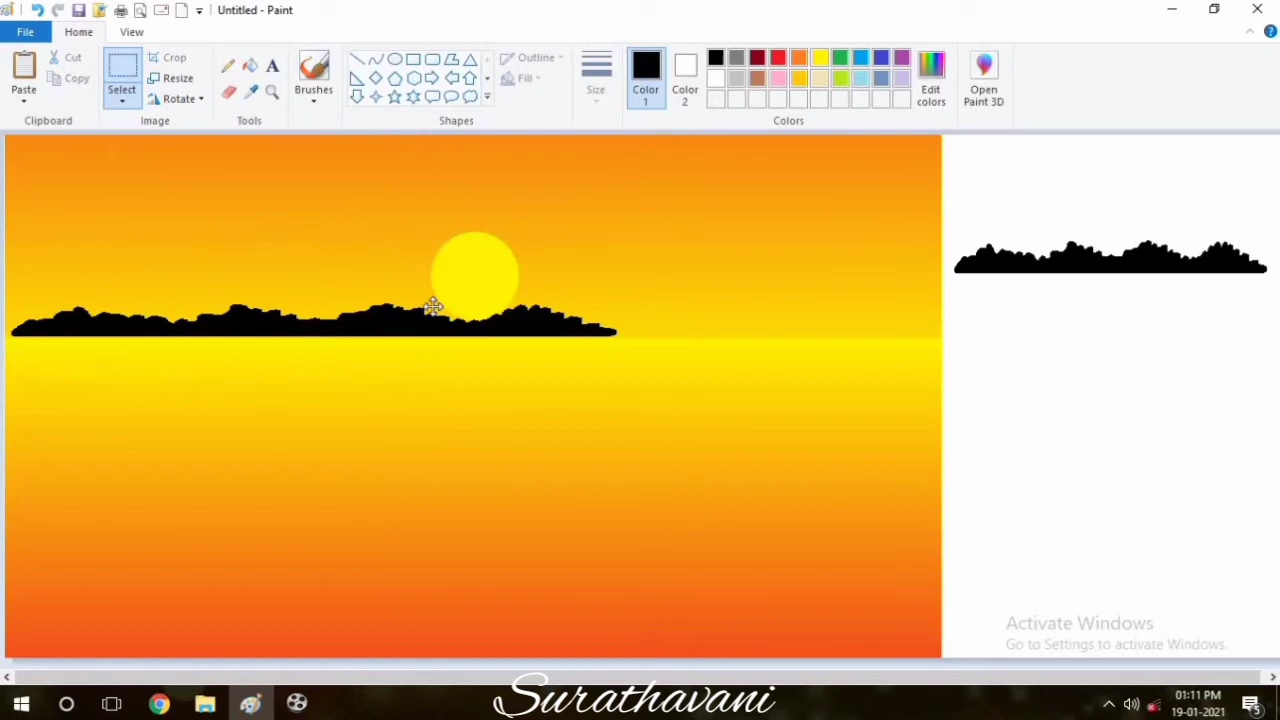 Untitled - Paint
File Home View
Paste
Cut
Copy
Clipboard
Select
Crop
Resize
Rotate
Image
Tools
Brushes
Outline
Fill
Shapes
Size
Color 1
Color 2
Edit colors
Colors
Open Paint 3D
Activate Windows
Go to Settings to activate Windows.
Surathavani
01:11 PM
19-01-2021
5